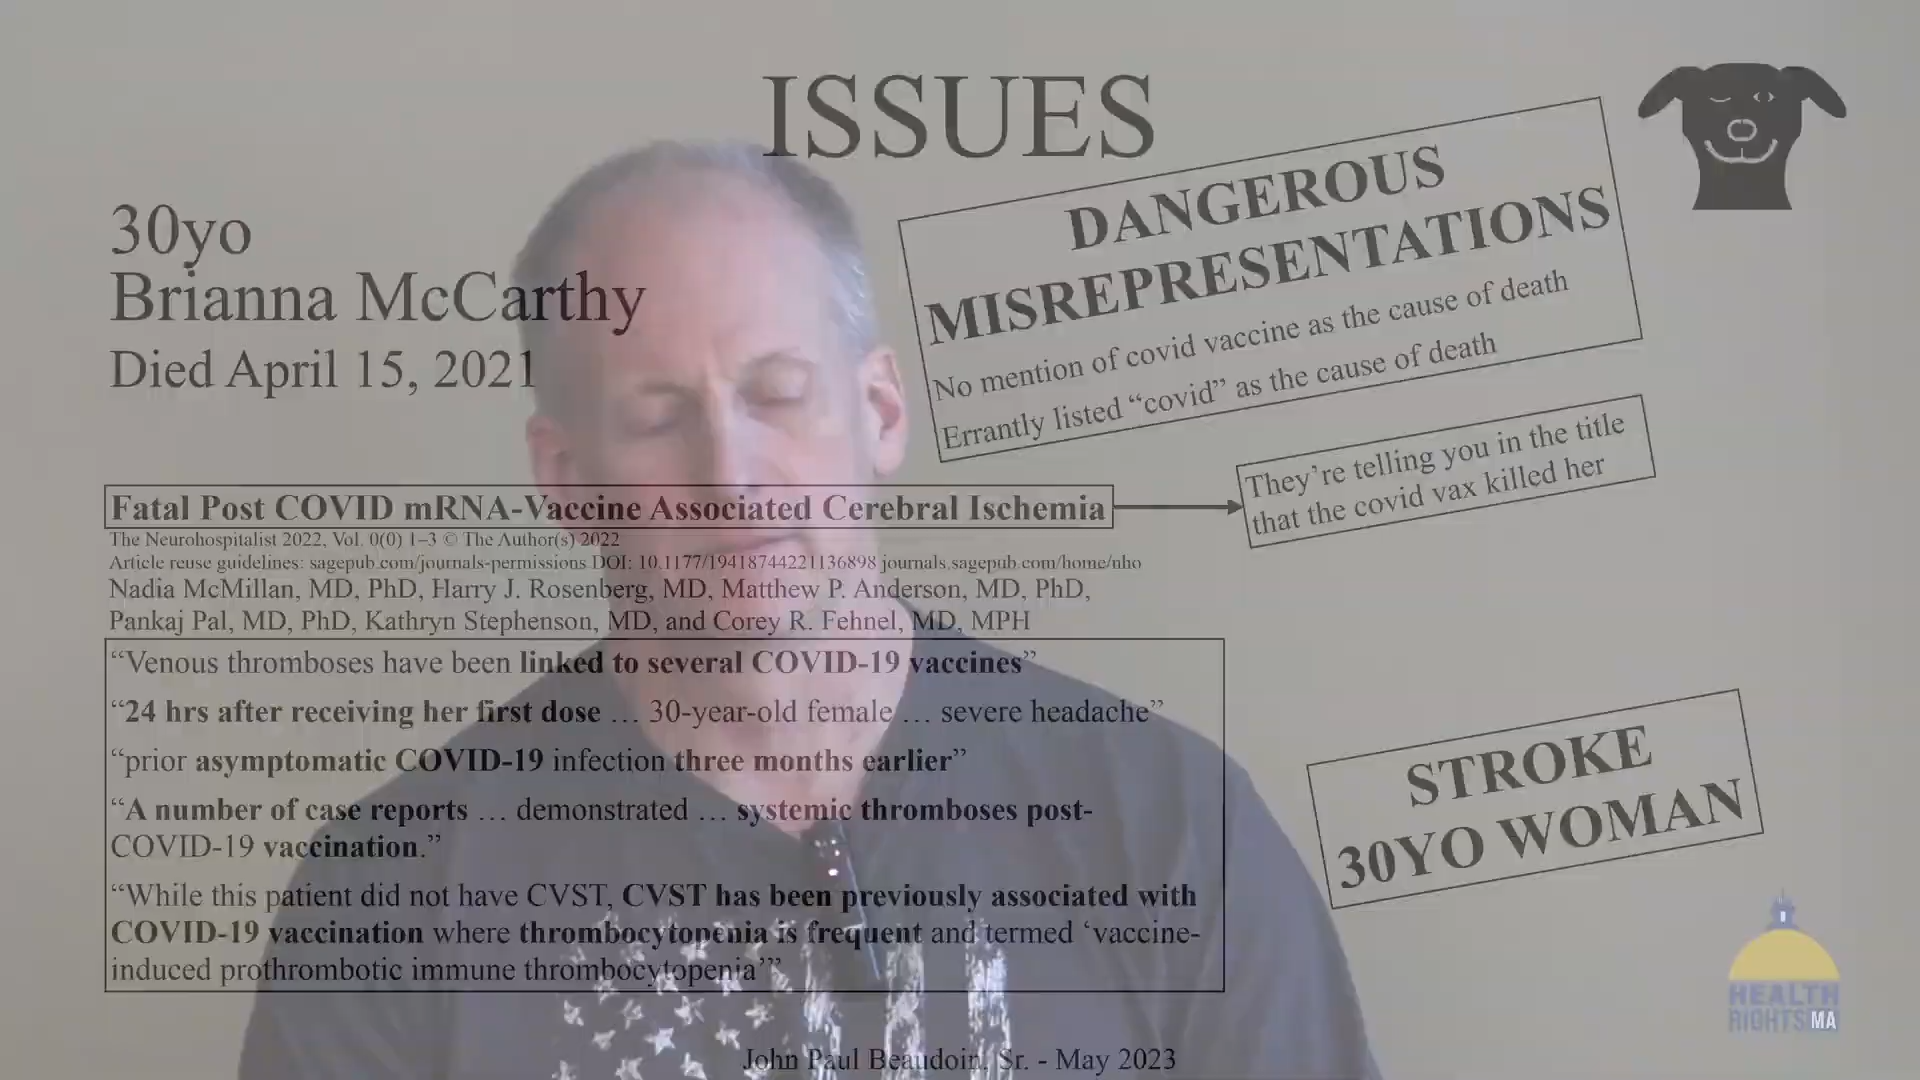 ISSUES
30yo
Brianna McCarthy
Died April 15, 2021
DANGEROUS
MISREPRESENTATIONS
No mention of covid vaccine as the cause of death
Errantly listed “covid” as the cause of death
Fatal Post COVID mRNA-Vaccine Associated Cerebral Ischemia
They’re telling you in the title
that the covid vax killed her
The Neurohospitalist 2022, Vol. 0(0) 1–3 © The Author(s) 2022
Article reuse guidelines: sagepub.com/journals-permissions DOI: 10.1177/19418744221136898 journals.sagepub.com/home/nho
Nadia McMillan, MD, PhD, Harry J. Rosenberg, MD, Matthew P. Anderson, MD, PhD,
Pankaj Pal, MD, PhD, Kathryn Stephenson, MD, and Corey R. Fehnel, MD, MPH
“Venous thromboses have been linked to several COVID-19 vaccines”
“24 hrs after receiving her first dose … 30-year-old female … severe headache”
“prior asymptomatic COVID-19 infection three months earlier”
“A number of case reports … demonstrated … systemic thromboses post-
COVID-19 vaccination.”
“While this patient did not have CVST, CVST has been previously associated with
COVID-19 vaccination where thrombocytopenia is frequent and termed ‘vaccine-
induced prothrombotic immune thrombocytopenia’”
STROKE
30YO WOMAN
HEALTH
RIGHTS MA
John Paul Beaudoin, Sr. - May 2023